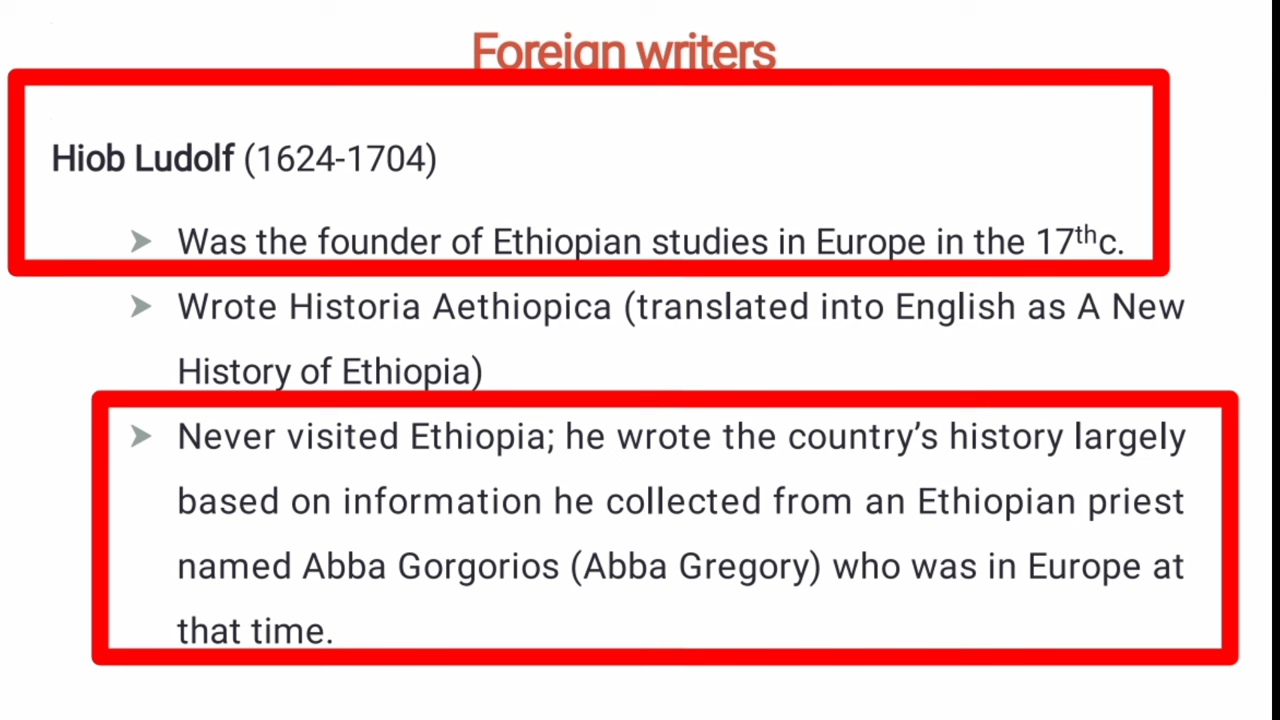 Foreign writers
Hiob Ludolf (1624-1704)
➤ Was the founder of Ethiopian studies in Europe in the 17ᵗʰc.
➤ Wrote Historia Aethiopica (translated into English as A New
History of Ethiopia)
➤ Never visited Ethiopia; he wrote the country’s history largely
based on information he collected from an Ethiopian priest
named Abba Gorgorios (Abba Gregory) who was in Europe at
that time.